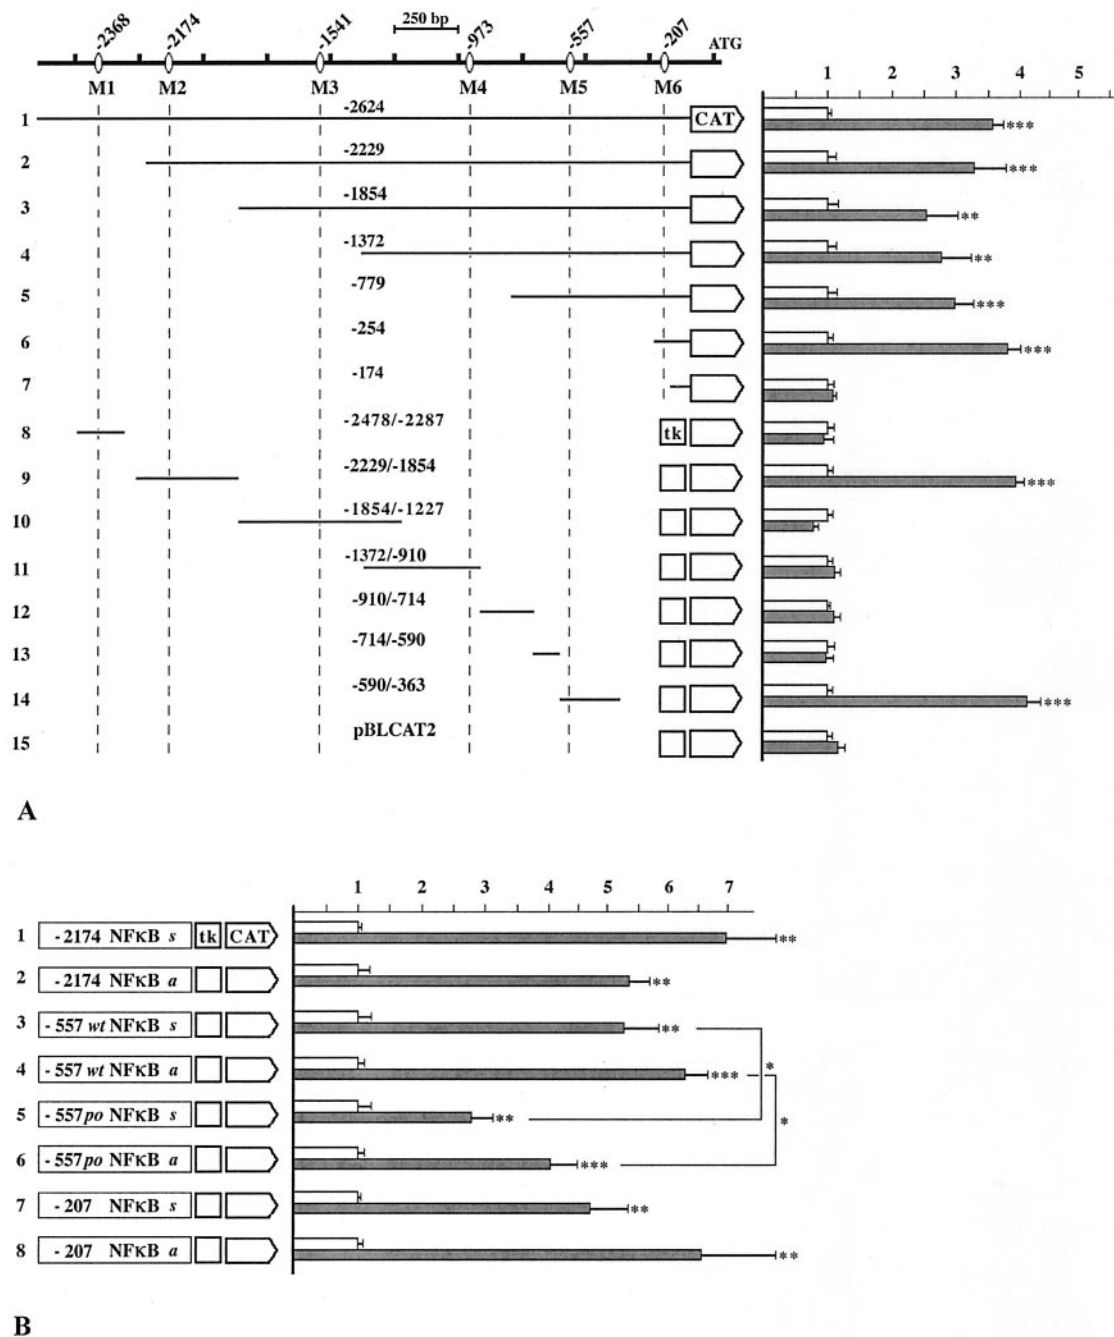 -2368 -2174 -1541 250 bp -973 -557 -207 ATG
M1 M2 M3 M4 M5 M6
1 2 3 4 5
1 -2624 CAT ***
2 -2229 ***
3 -1854 **
4 -1372 **
5 -779 ***
6 -254 ***
7 -174
8 -2478/-2287 tk
9 -2229/-1854 ***
10 -1854/-1227
11 -1372/-910
12 -910/-714
13 -714/-590
14 -590/-363 ***
15 pBLCAT2
A
1 2 3 4 5 6 7
1 -2174 NFκB s tk CAT **
2 -2174 NFκB a **
3 -557 wt NFκB s **
*
4 -557 wt NFκB a ***
5 -557 po NFκB s **
*
6 -557 po NFκB a ***
7 -207 NFκB s **
8 -207 NFκB a **
B